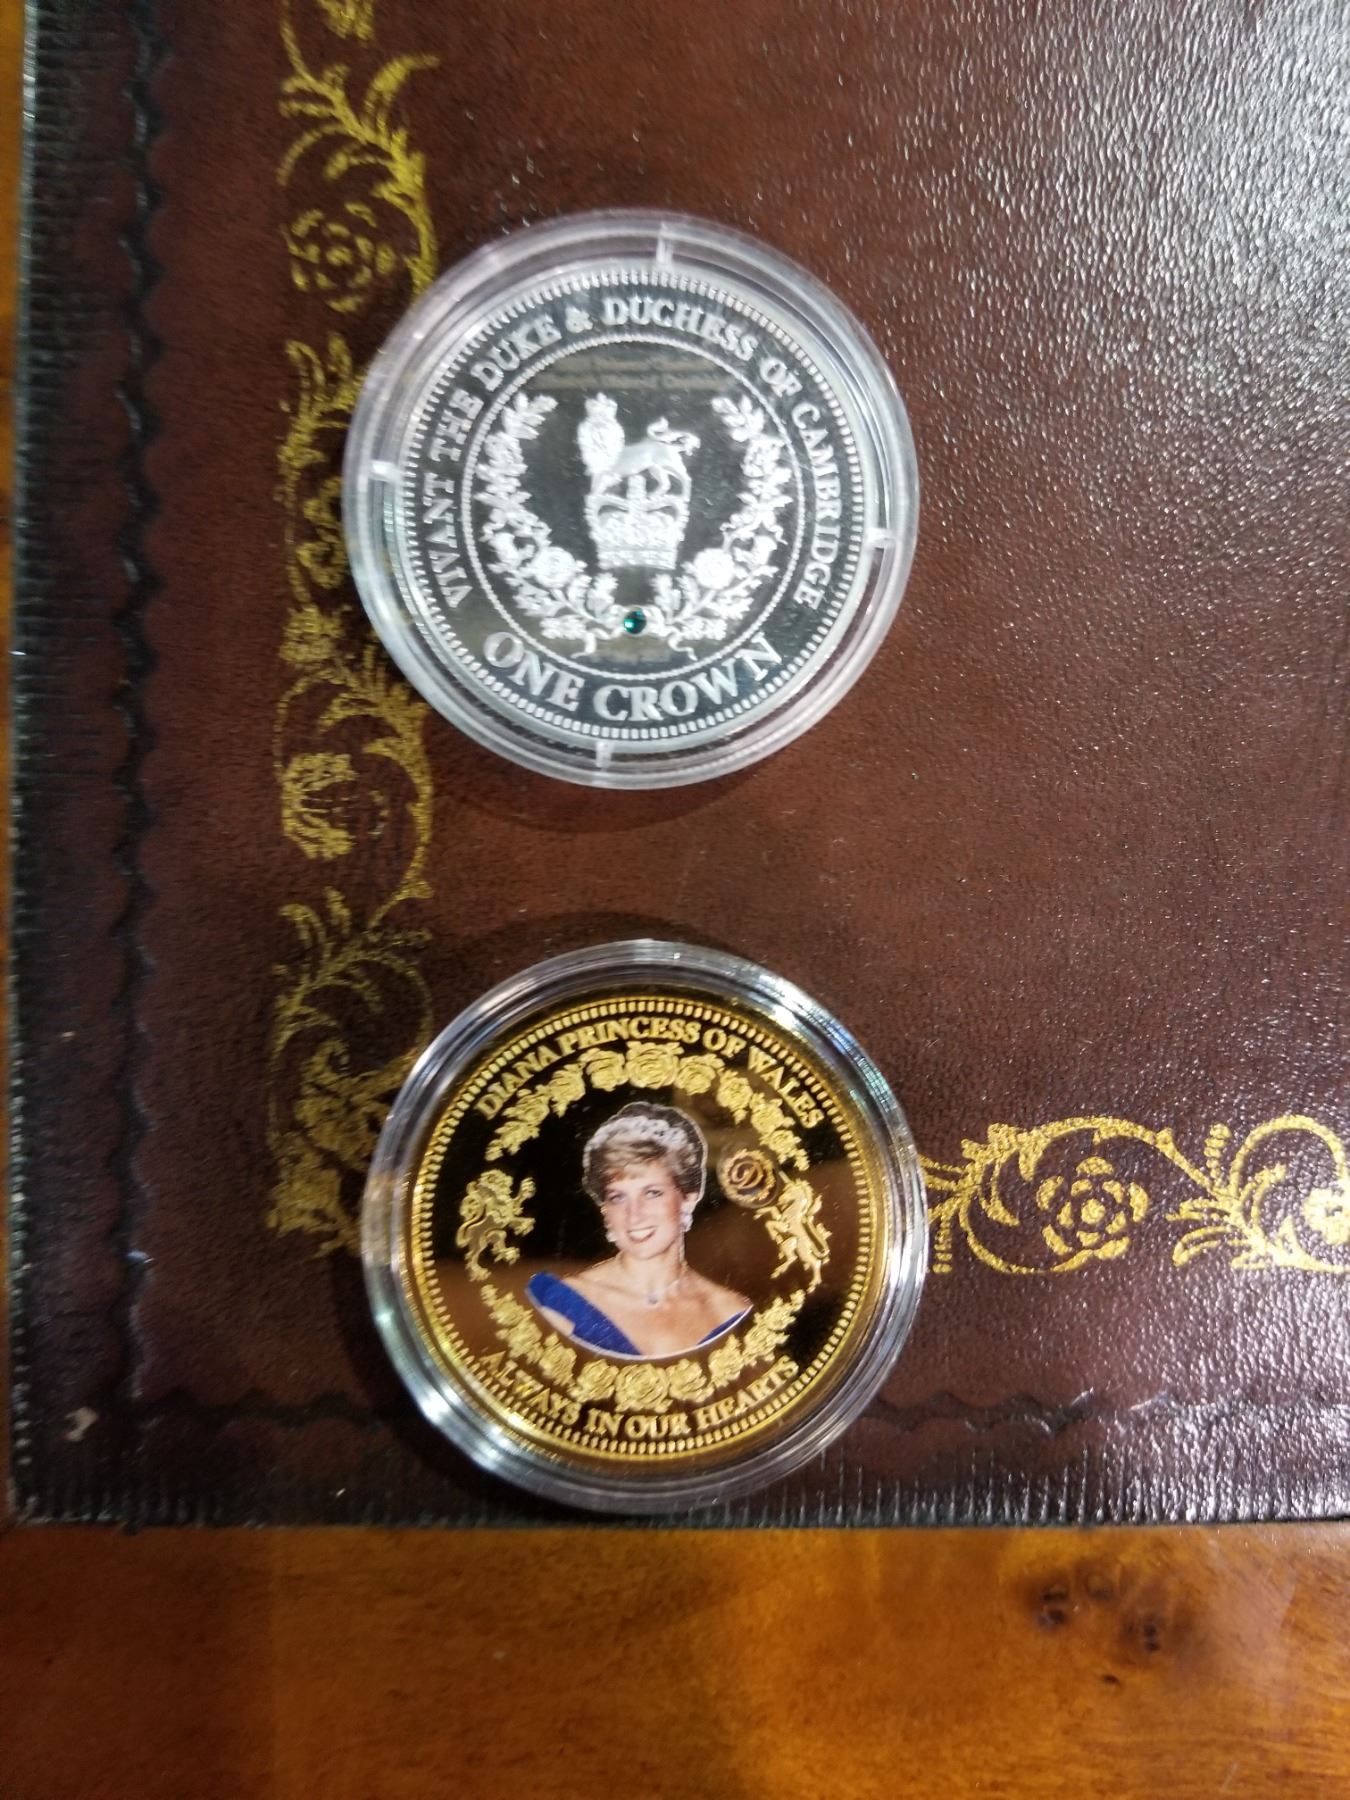 VIVANT THE DUKE & DUCHESS OF CAMBRIDGE
ONE CROWN
DIANA PRINCESS OF WALES
D
ALWAYS IN OUR HEARTS